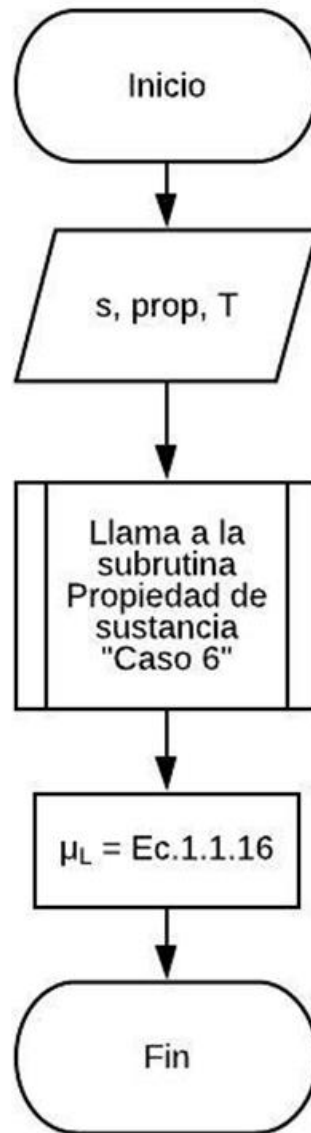 Inicio
s, prop, T
Llama a la
subrutina
Propiedad de
sustancia
"Caso 6"
μL = Ec.1.1.16
Fin